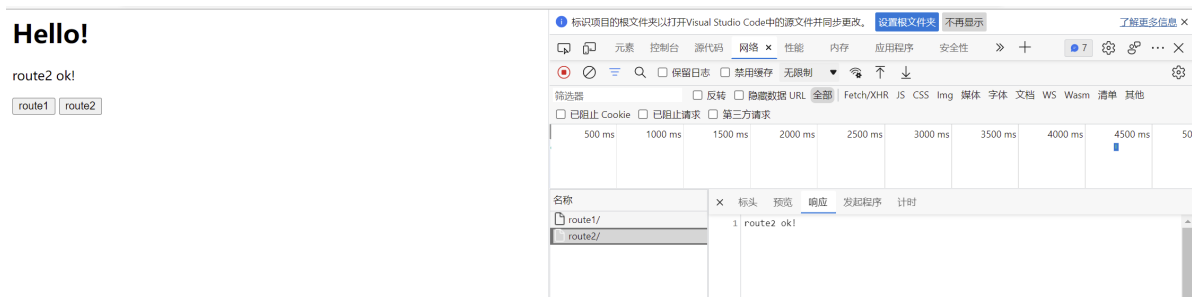 Hello!
route2 ok!
route1 route2
标识项目的根文件夹以打开Visual Studio Code中的源文件并同步更改。 设置根文件夹 不再显示 了解更多信息
元素 控制台 源代码 网络 性能 内存 应用程序 安全性 7
保留日志 禁用缓存 无限制
筛选器 反转 隐藏数据 URL 全部 Fetch/XHR JS CSS Img 媒体 字体 文档 WS Wasm 清单 其他
已阻止 Cookie 已阻止请求 第三方请求
500 ms 1000 ms 1500 ms 2000 ms 2500 ms 3000 ms 3500 ms 4000 ms 4500 ms 50
名称
route1/
route2/
标头 预览 响应 发起程序 计时
1 route2 ok!